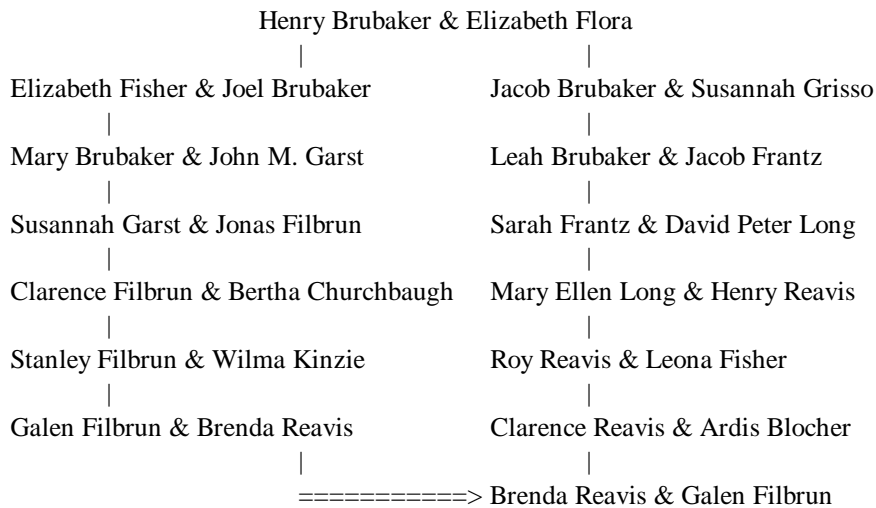 Henry Brubaker & Elizabeth Flora
Elizabeth Fisher & Joel Brubaker Jacob Brubaker & Susannah Grisso
Mary Brubaker & John M. Garst Leah Brubaker & Jacob Frantz
Susannah Garst & Jonas Filbrun Sarah Frantz & David Peter Long
Clarence Filbrun & Bertha Churchbaugh Mary Ellen Long & Henry Reavis
Stanley Filbrun & Wilma Kinzie Roy Reavis & Leona Fisher
Galen Filbrun & Brenda Reavis Clarence Reavis & Ardis Blocher
===========> Brenda Reavis & Galen Filbrun